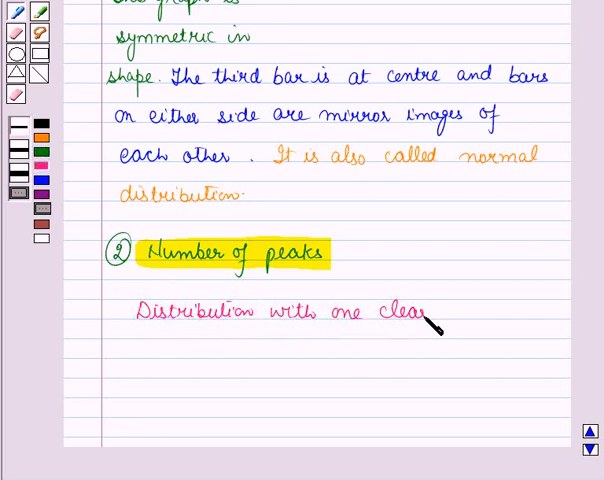 symmetric in
shape. The third bar is at centre and bars
on either side are mirror images of
each other. It is also called normal
distribution.
② Number of peaks
Distribution with one clear